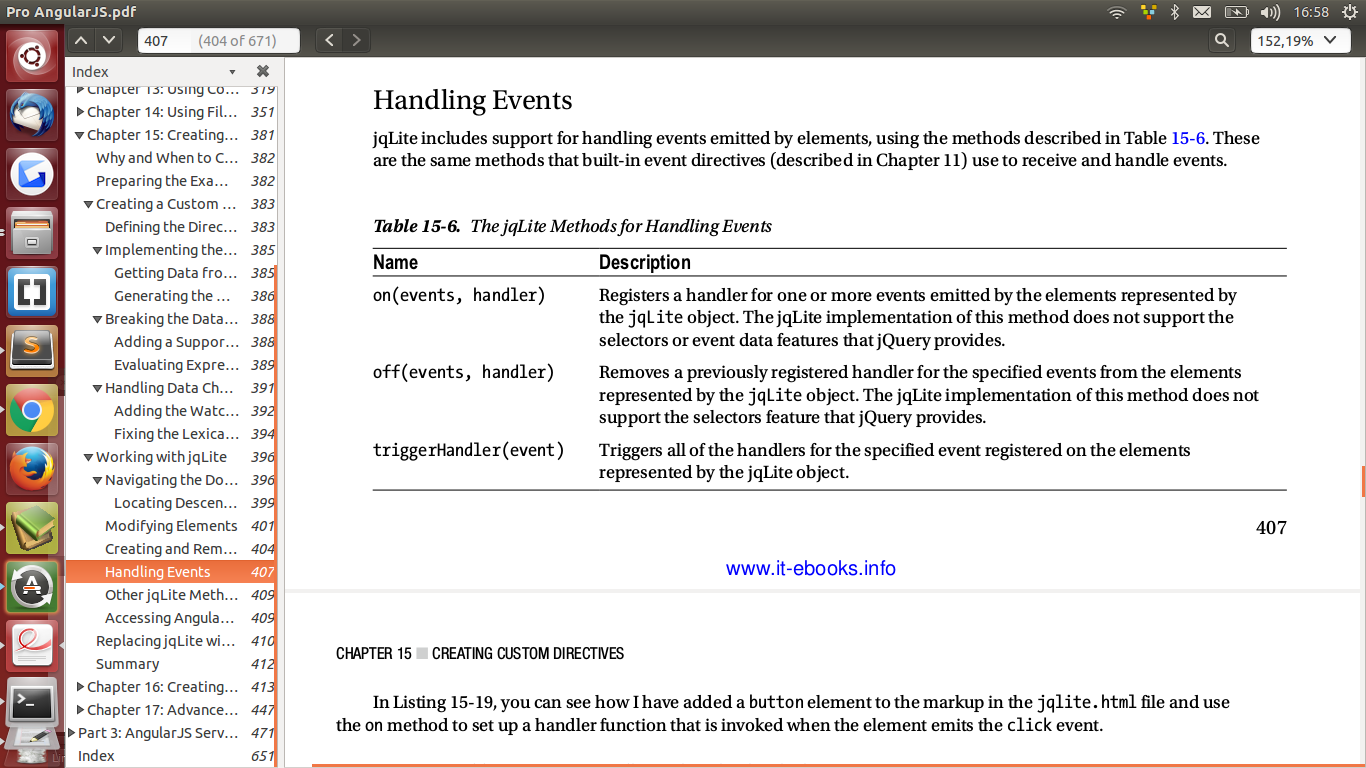 Pro AngularJS.pdf
16:58
407 (404 of 671)
152,19%
Index
Chapter 13: Using Co... 319
Chapter 14: Using Fil... 351
Chapter 15: Creating... 381
Why and When to C... 382
Preparing the Exa... 382
Creating a Custom ... 383
Defining the Direc... 383
Implementing the... 385
Getting Data fro... 385
Generating the ... 386
Breaking the Data... 388
Adding a Suppor... 388
Evaluating Expre... 389
Handling Data Ch... 391
Adding the Watc... 392
Fixing the Lexica... 394
Working with jqLite 396
Navigating the Do... 396
Locating Descen... 399
Modifying Elements 401
Creating and Rem... 404
Handling Events 407
Other jqLite Meth... 409
Accessing Angula... 409
Replacing jqLite wi... 410
Summary 412
Chapter 16: Creating... 413
Chapter 17: Advance... 447
Part 3: AngularJS Serv... 471
Index 651
Handling Events
jqLite includes support for handling events emitted by elements, using the methods described in Table 15-6. These
are the same methods that built-in event directives (described in Chapter 11) use to receive and handle events.
Table 15-6. The jqLite Methods for Handling Events
Name Description
on(events, handler) Registers a handler for one or more events emitted by the elements represented by
the jqLite object. The jqLite implementation of this method does not support the
selectors or event data features that jQuery provides.
off(events, handler) Removes a previously registered handler for the specified events from the elements
represented by the jqLite object. The jqLite implementation of this method does not
support the selectors feature that jQuery provides.
triggerHandler(event) Triggers all of the handlers for the specified event registered on the elements
represented by the jqLite object.
407
www.it-ebooks.info
CHAPTER 15 CREATING CUSTOM DIRECTIVES
In Listing 15-19, you can see how I have added a button element to the markup in the jqlite.html file and use
the on method to set up a handler function that is invoked when the element emits the click event.